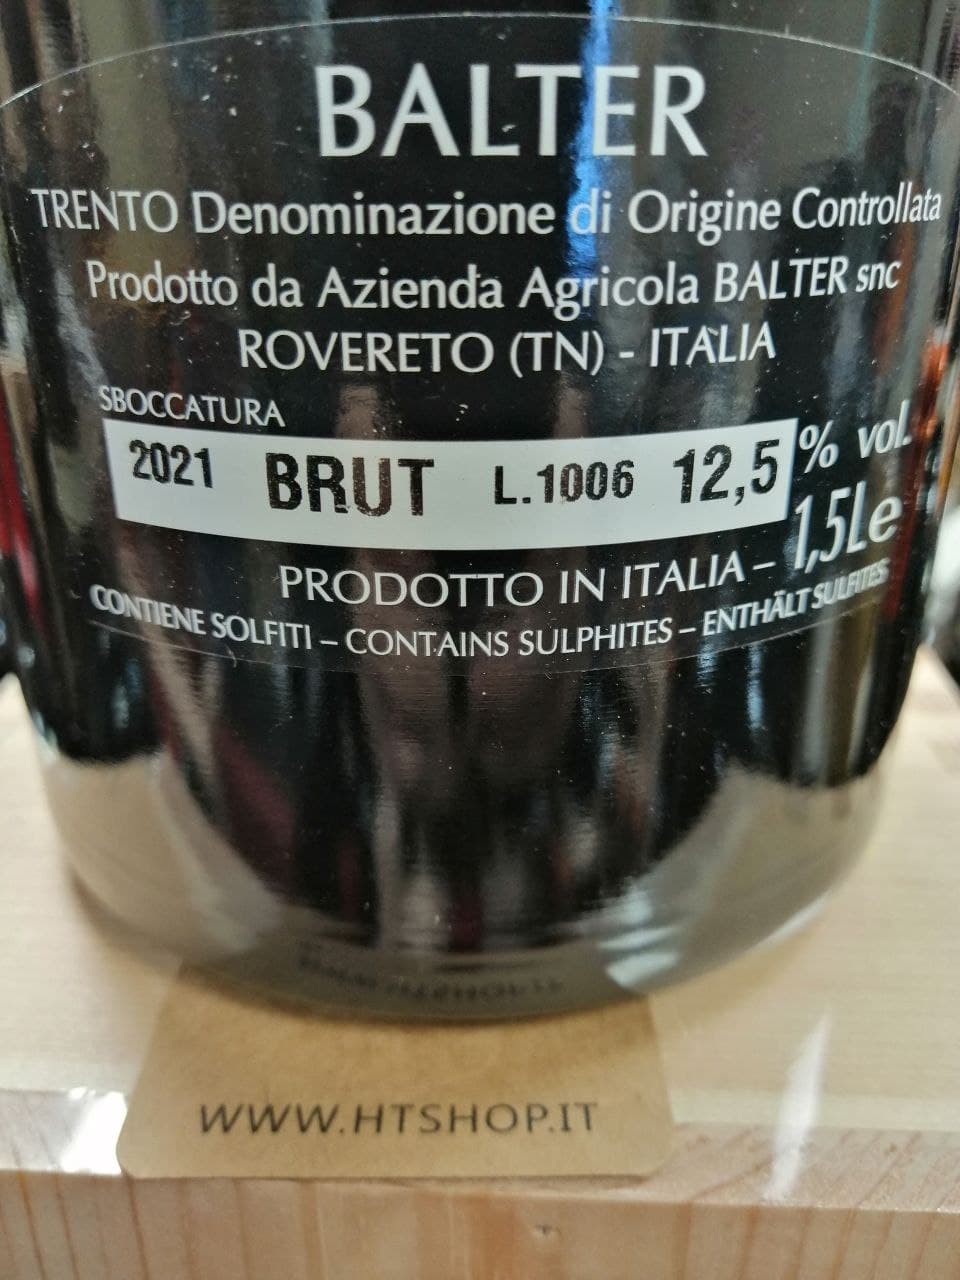 BALTER
TRENTO Denominazione di Origine Controllata
Prodotto da Azienda Agricola BALTER snc
ROVERETO (TN) - ITALIA
SBOCCATURA
2021 BRUT L.1006 12,5 % vol.
PRODOTTO IN ITALIA – 1,5L e
CONTIENE SOLFITI – CONTAINS SULPHITES – ENTHÄLT SULFITES
WWW.HTSHOP.IT